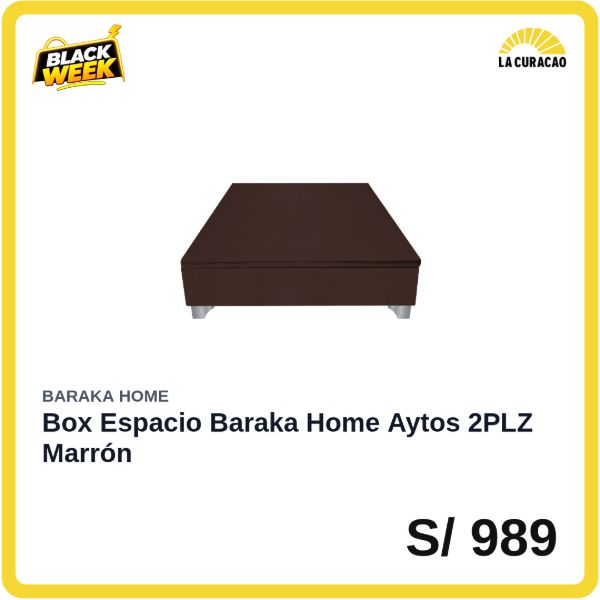 BLACK
WEEK
LA CURACAO
BARAKA HOME
Box Espacio Baraka Home Aytos 2PLZ
Marrón
S/ 989